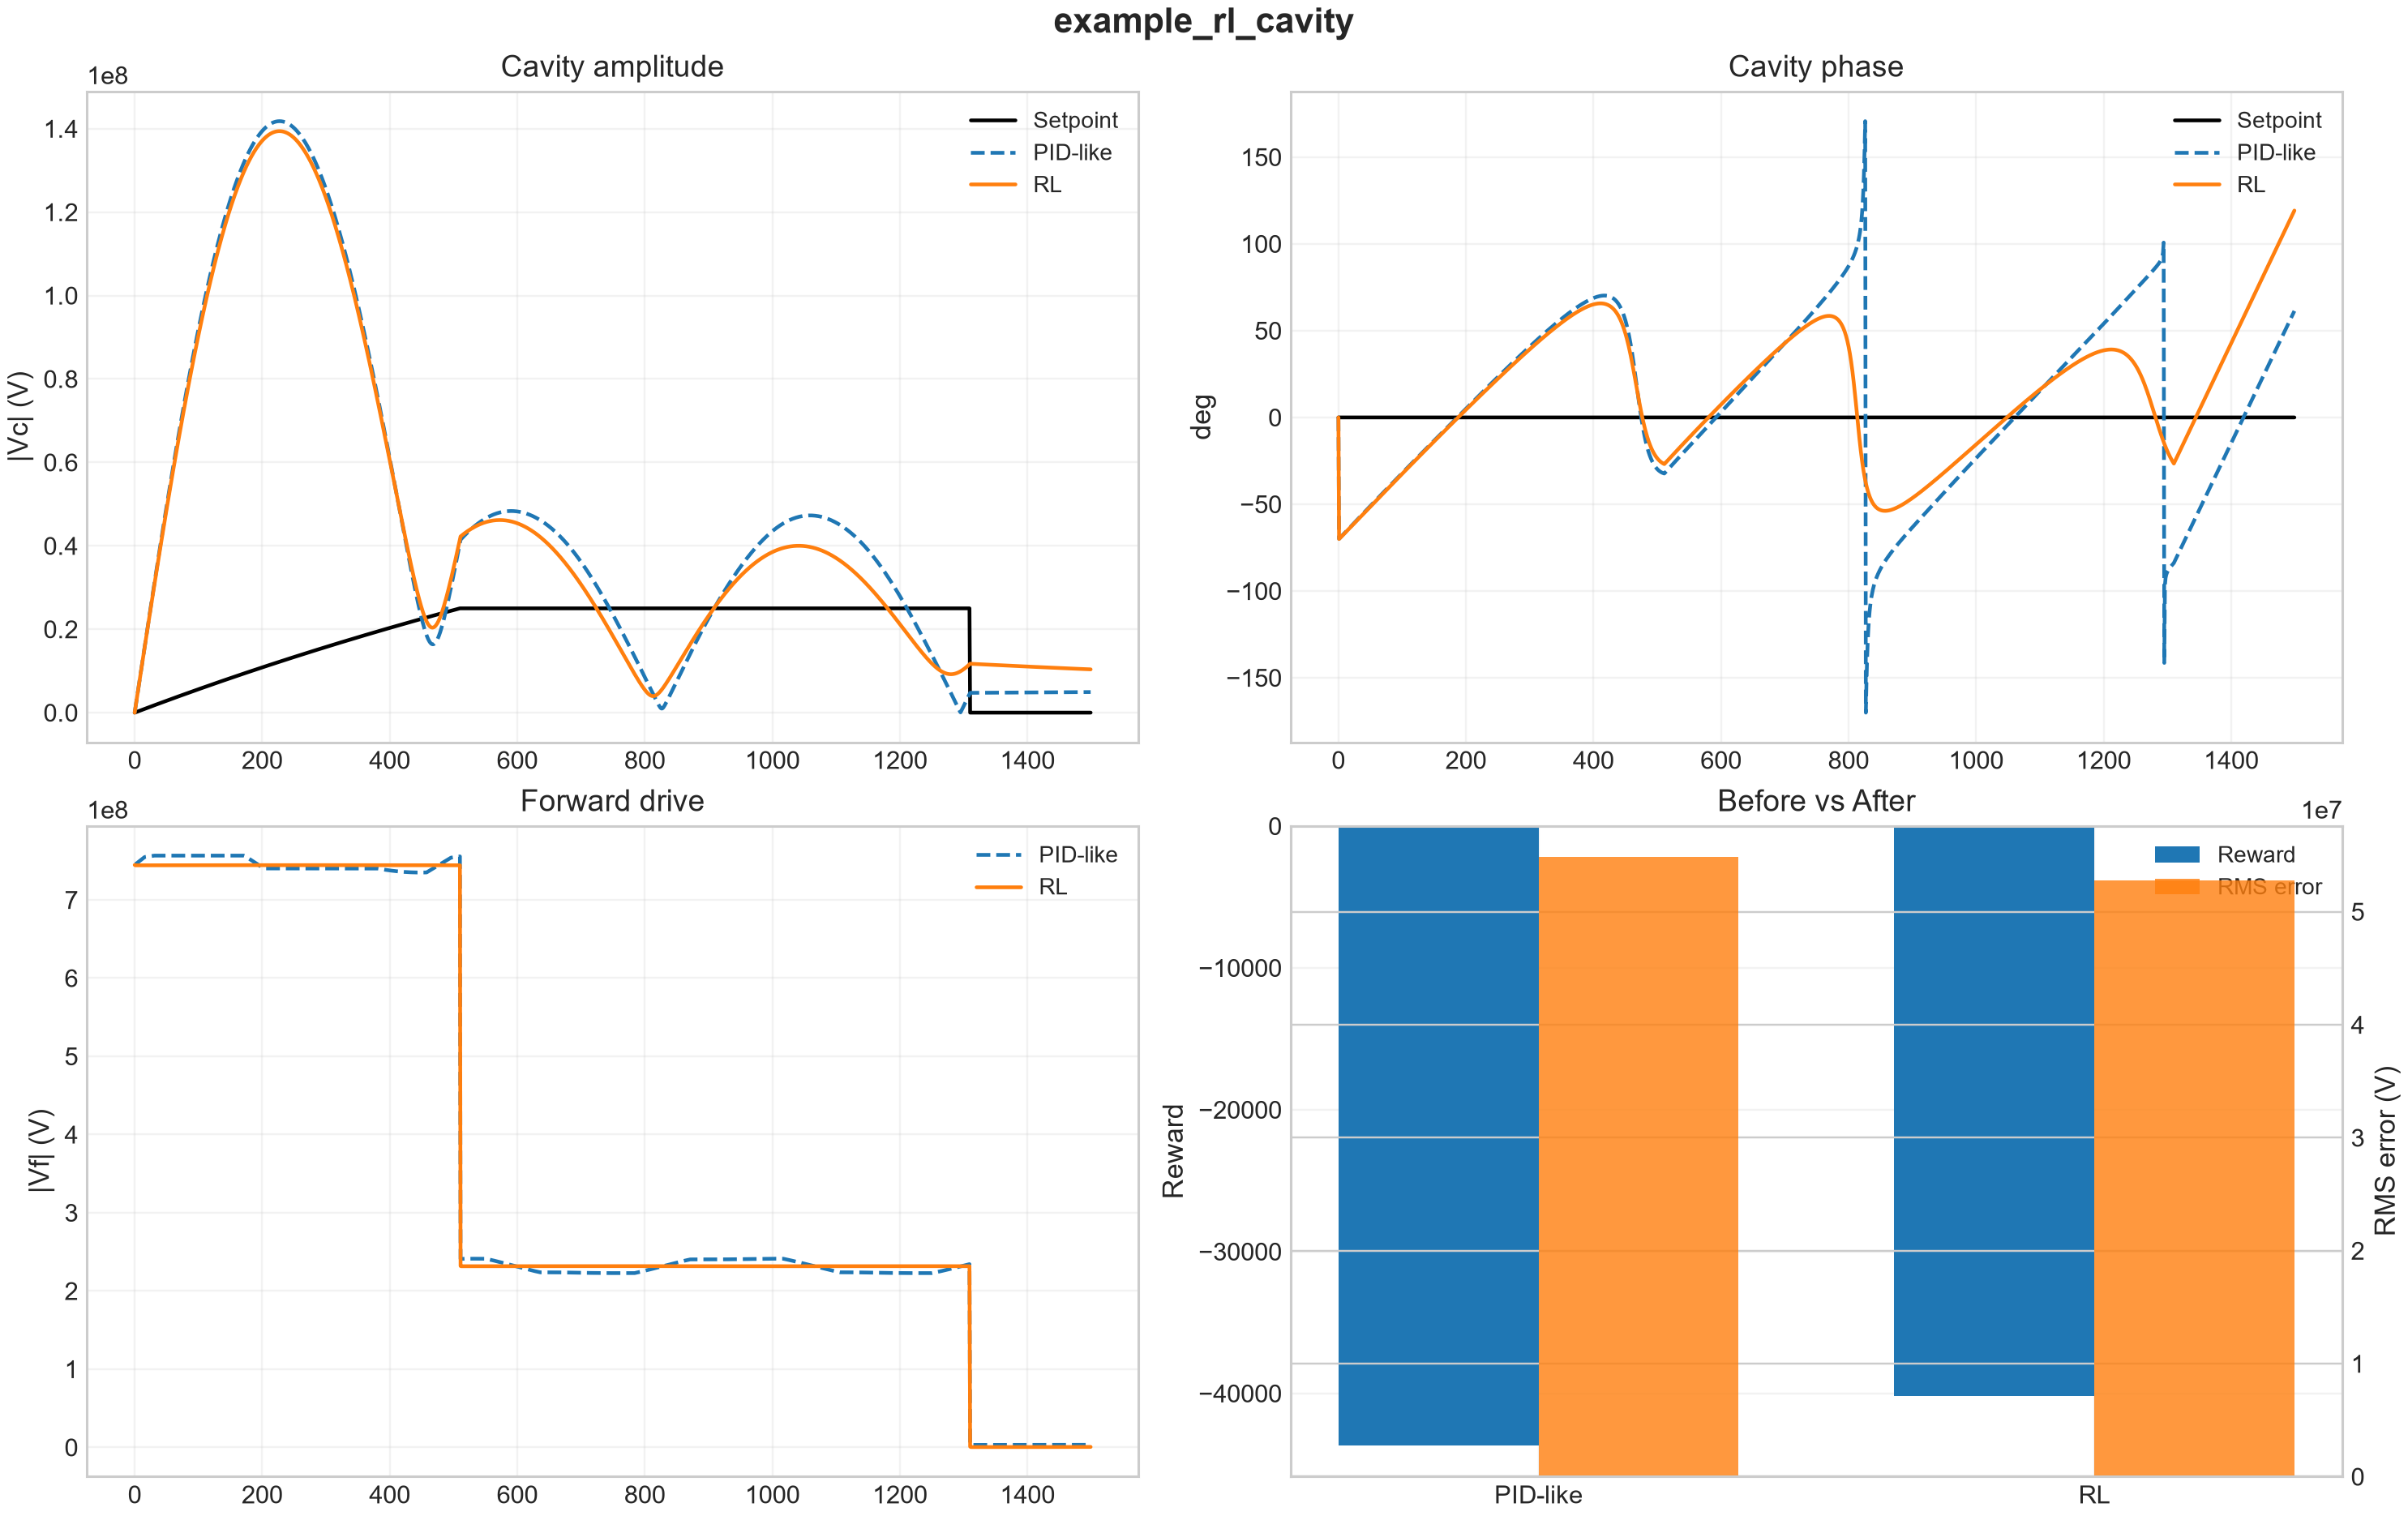 example_rl_cavity
Cavity amplitude
1e8
|Vc| (V)
1.4
1.2
1.0
0.8
0.6
0.4
0.2
0.0
Setpoint
PID-like
RL
0 200 400 600 800 1000 1200 1400
Cavity phase
deg
150
100
50
0
−50
−100
−150
Setpoint
PID-like
RL
0 200 400 600 800 1000 1200 1400
Forward drive
1e8
|Vf| (V)
7
6
5
4
3
2
1
0
PID-like
RL
0 200 400 600 800 1000 1200 1400
Before vs After
1e7
Reward
0
−10000
−20000
−30000
−40000
Reward
RMS error
5
4
3
2
1
0
RMS error (V)
PID-like RL